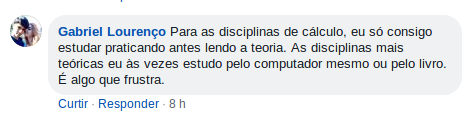 Gabriel Lourenço Para as disciplinas de cálculo, eu só consigo
estudar praticando antes lendo a teoria. As disciplinas mais
teóricas eu às vezes estudo pelo computador mesmo ou pelo livro.
É algo que frustra.
Curtir · Responder · 8 h